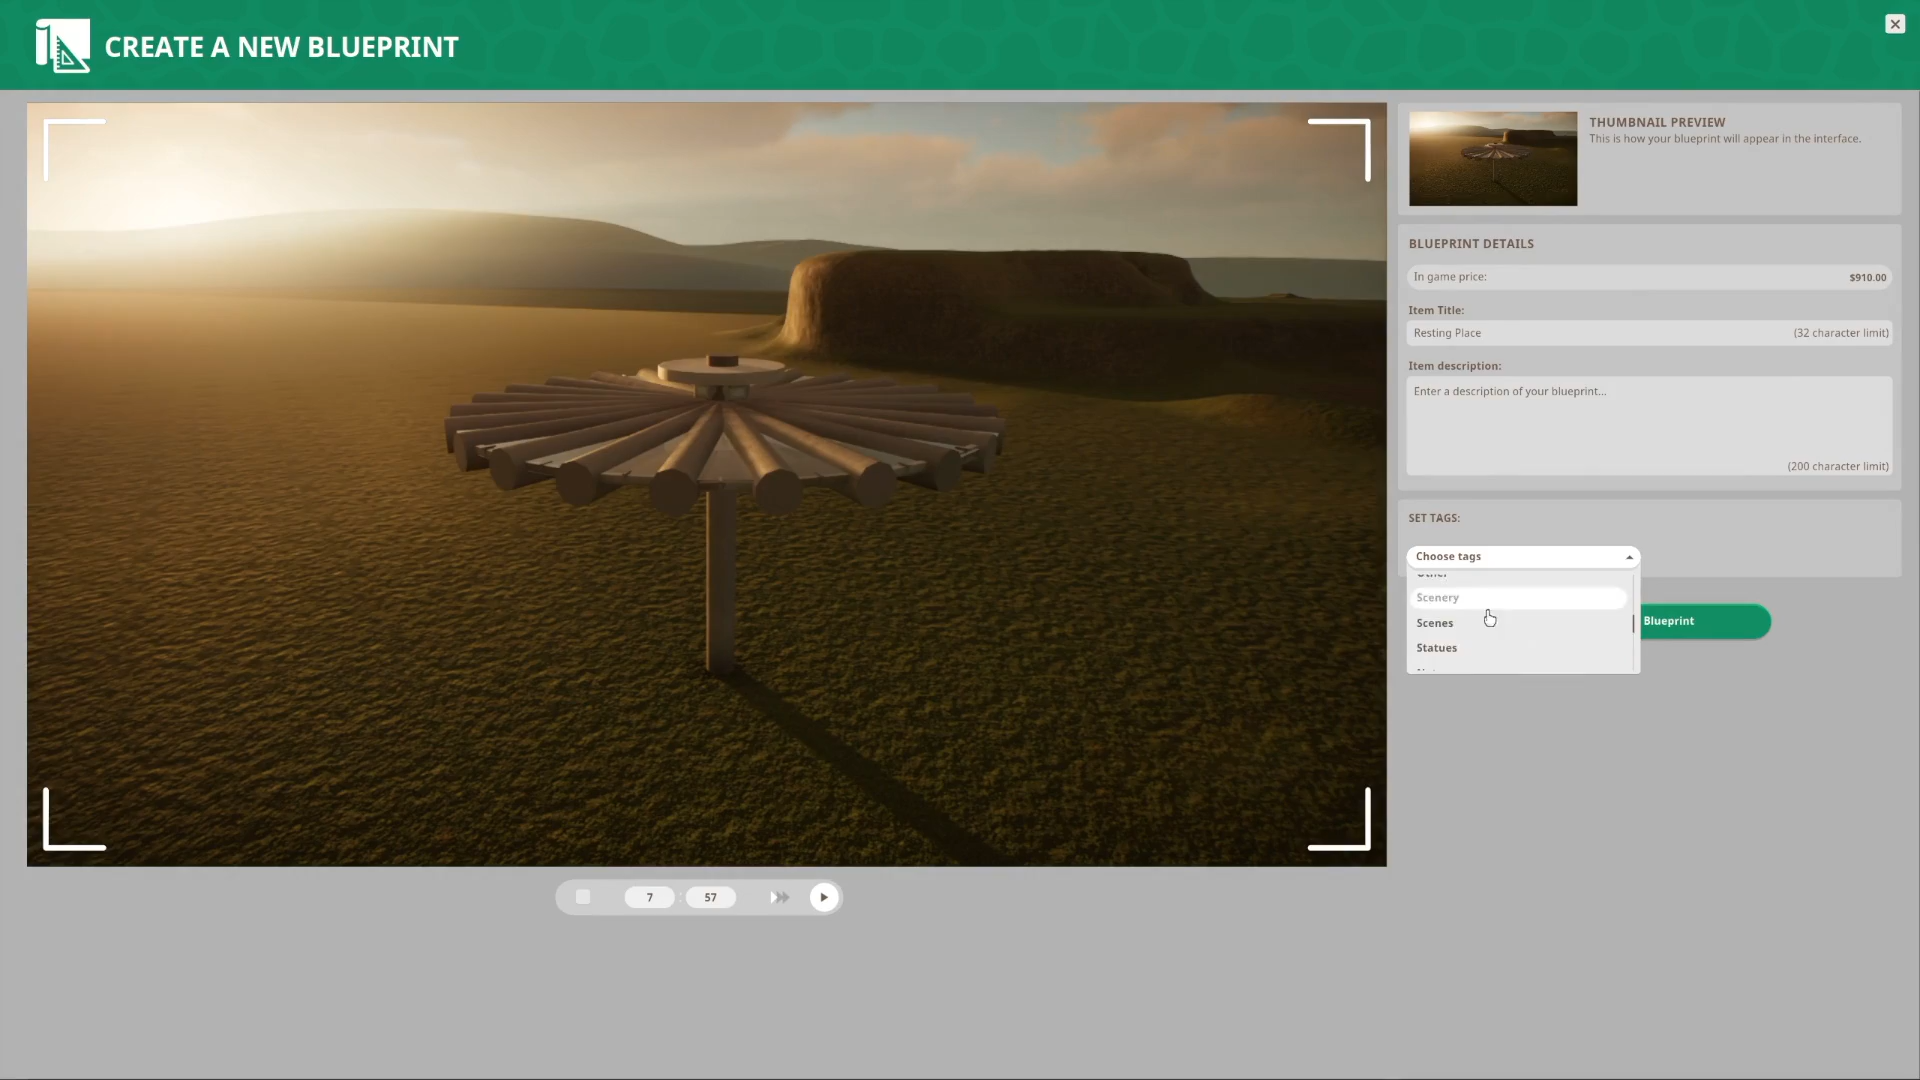 CREATE A NEW BLUEPRINT
THUMBNAIL PREVIEW
This is how your blueprint will appear in the interface.
BLUEPRINT DETAILS
In game price:
$910.00
Item Title:
Resting Place
(32 character limit)
Item description:
Enter a description of your blueprint...
(200 character limit)
SET TAGS:
Choose tags
Other
Scenery
Scenes
Blueprint
Statues
7 : 57